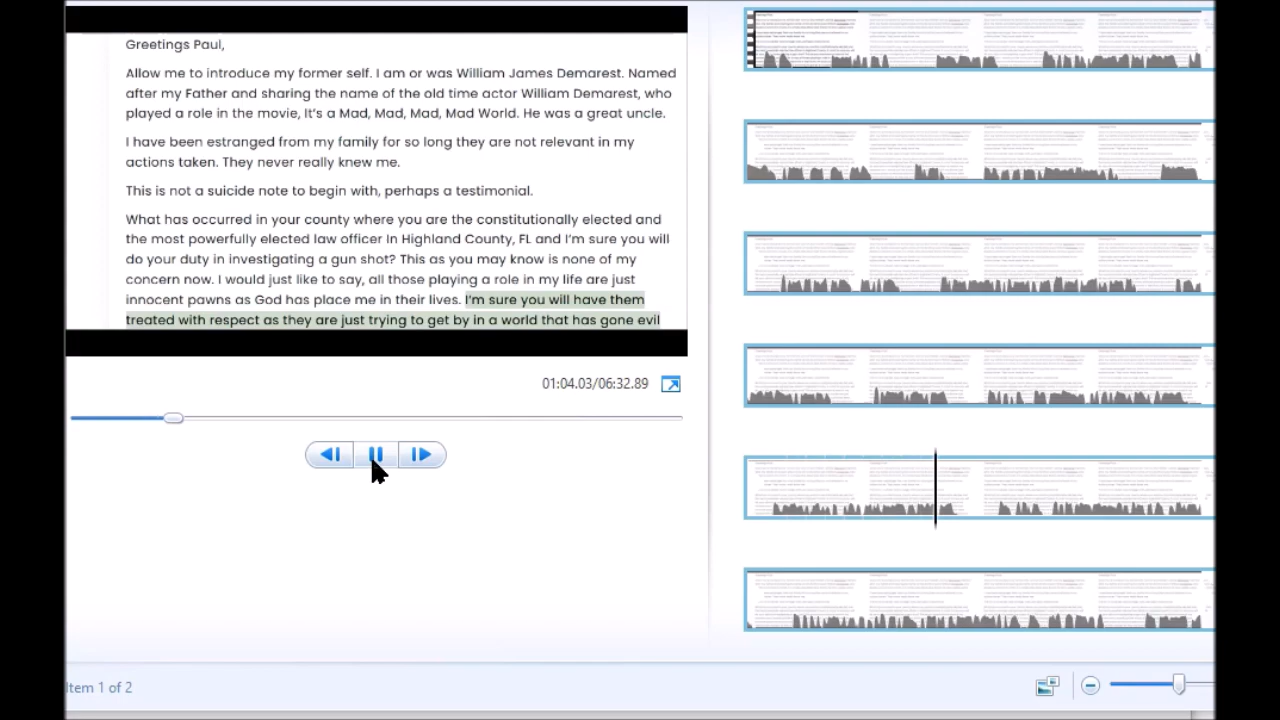 Greetings Paul,
Allow me to introduce my former self. I am or was William James Demarest. Named
after my Father and sharing the name of the old time actor William Demarest, who
played a role in the movie, It's a Mad, Mad, Mad, Mad World. He was a great uncle.
I have been estranged from my family for so long they are not relevant in my
actions taken. They never really knew me.
This is not a suicide note to begin with, perhaps a testimonial.
What has occurred in your county where you are the constitutionally elected and
the most powerfully elected law officer In Highland County, FL and I'm sure you will
do your duty in investigating a gun shot? This as you may know is none of my
concern now. I would just like to say, all those playing a role in my life are just
innocent pawns as God has place me in their lives. I'm sure you will have them
treated with respect as they are just trying to get by in a world that has gone evil
01:04.03/06:32.89
Item 1 of 2